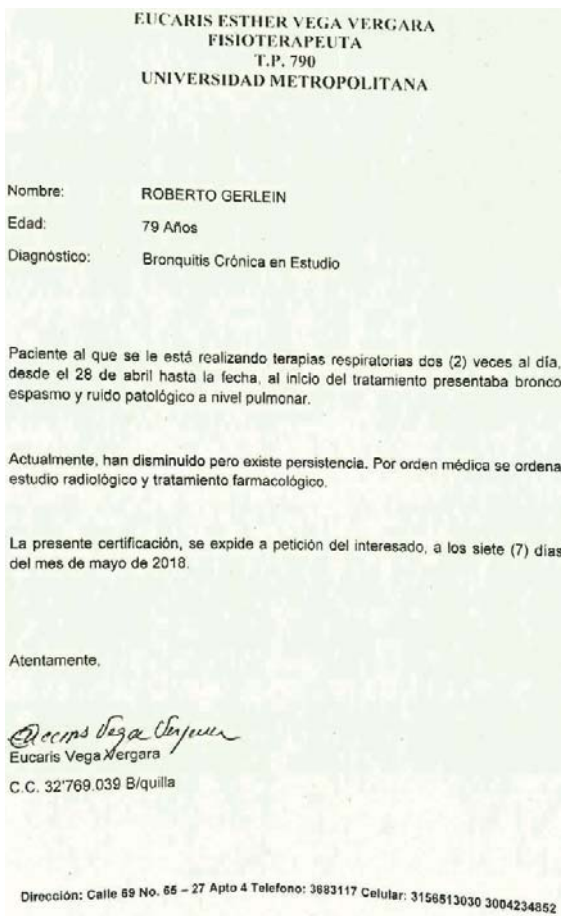 EUCARIS ESTHER VEGA VERGARA
FISIOTERAPEUTA
T.P. 790
UNIVERSIDAD METROPOLITANA
Nombre: ROBERTO GERLEIN
Edad: 79 Años
Diagnóstico: Bronquitis Crónica en Estudio
Paciente al que se le está realizando terapias respiratorias dos (2) veces al día,
desde el 28 de abril hasta la fecha, al inicio del tratamiento presentaba bronco
espasmo y ruido patológico a nivel pulmonar.
Actualmente, han disminuido pero existe persistencia. Por orden médica se ordena
estudio radiológico y tratamiento farmacológico.
La presente certificación, se expide a petición del interesado, a los siete (7) días
del mes de mayo de 2018.
Atentamente,
Eucaris Vega Vergara
C.C. 32'769.039 B/quilla
Dirección: Calle 69 No. 65 – 27 Apto 4 Telefono: 3683117 Celular: 3156513030 3004234852